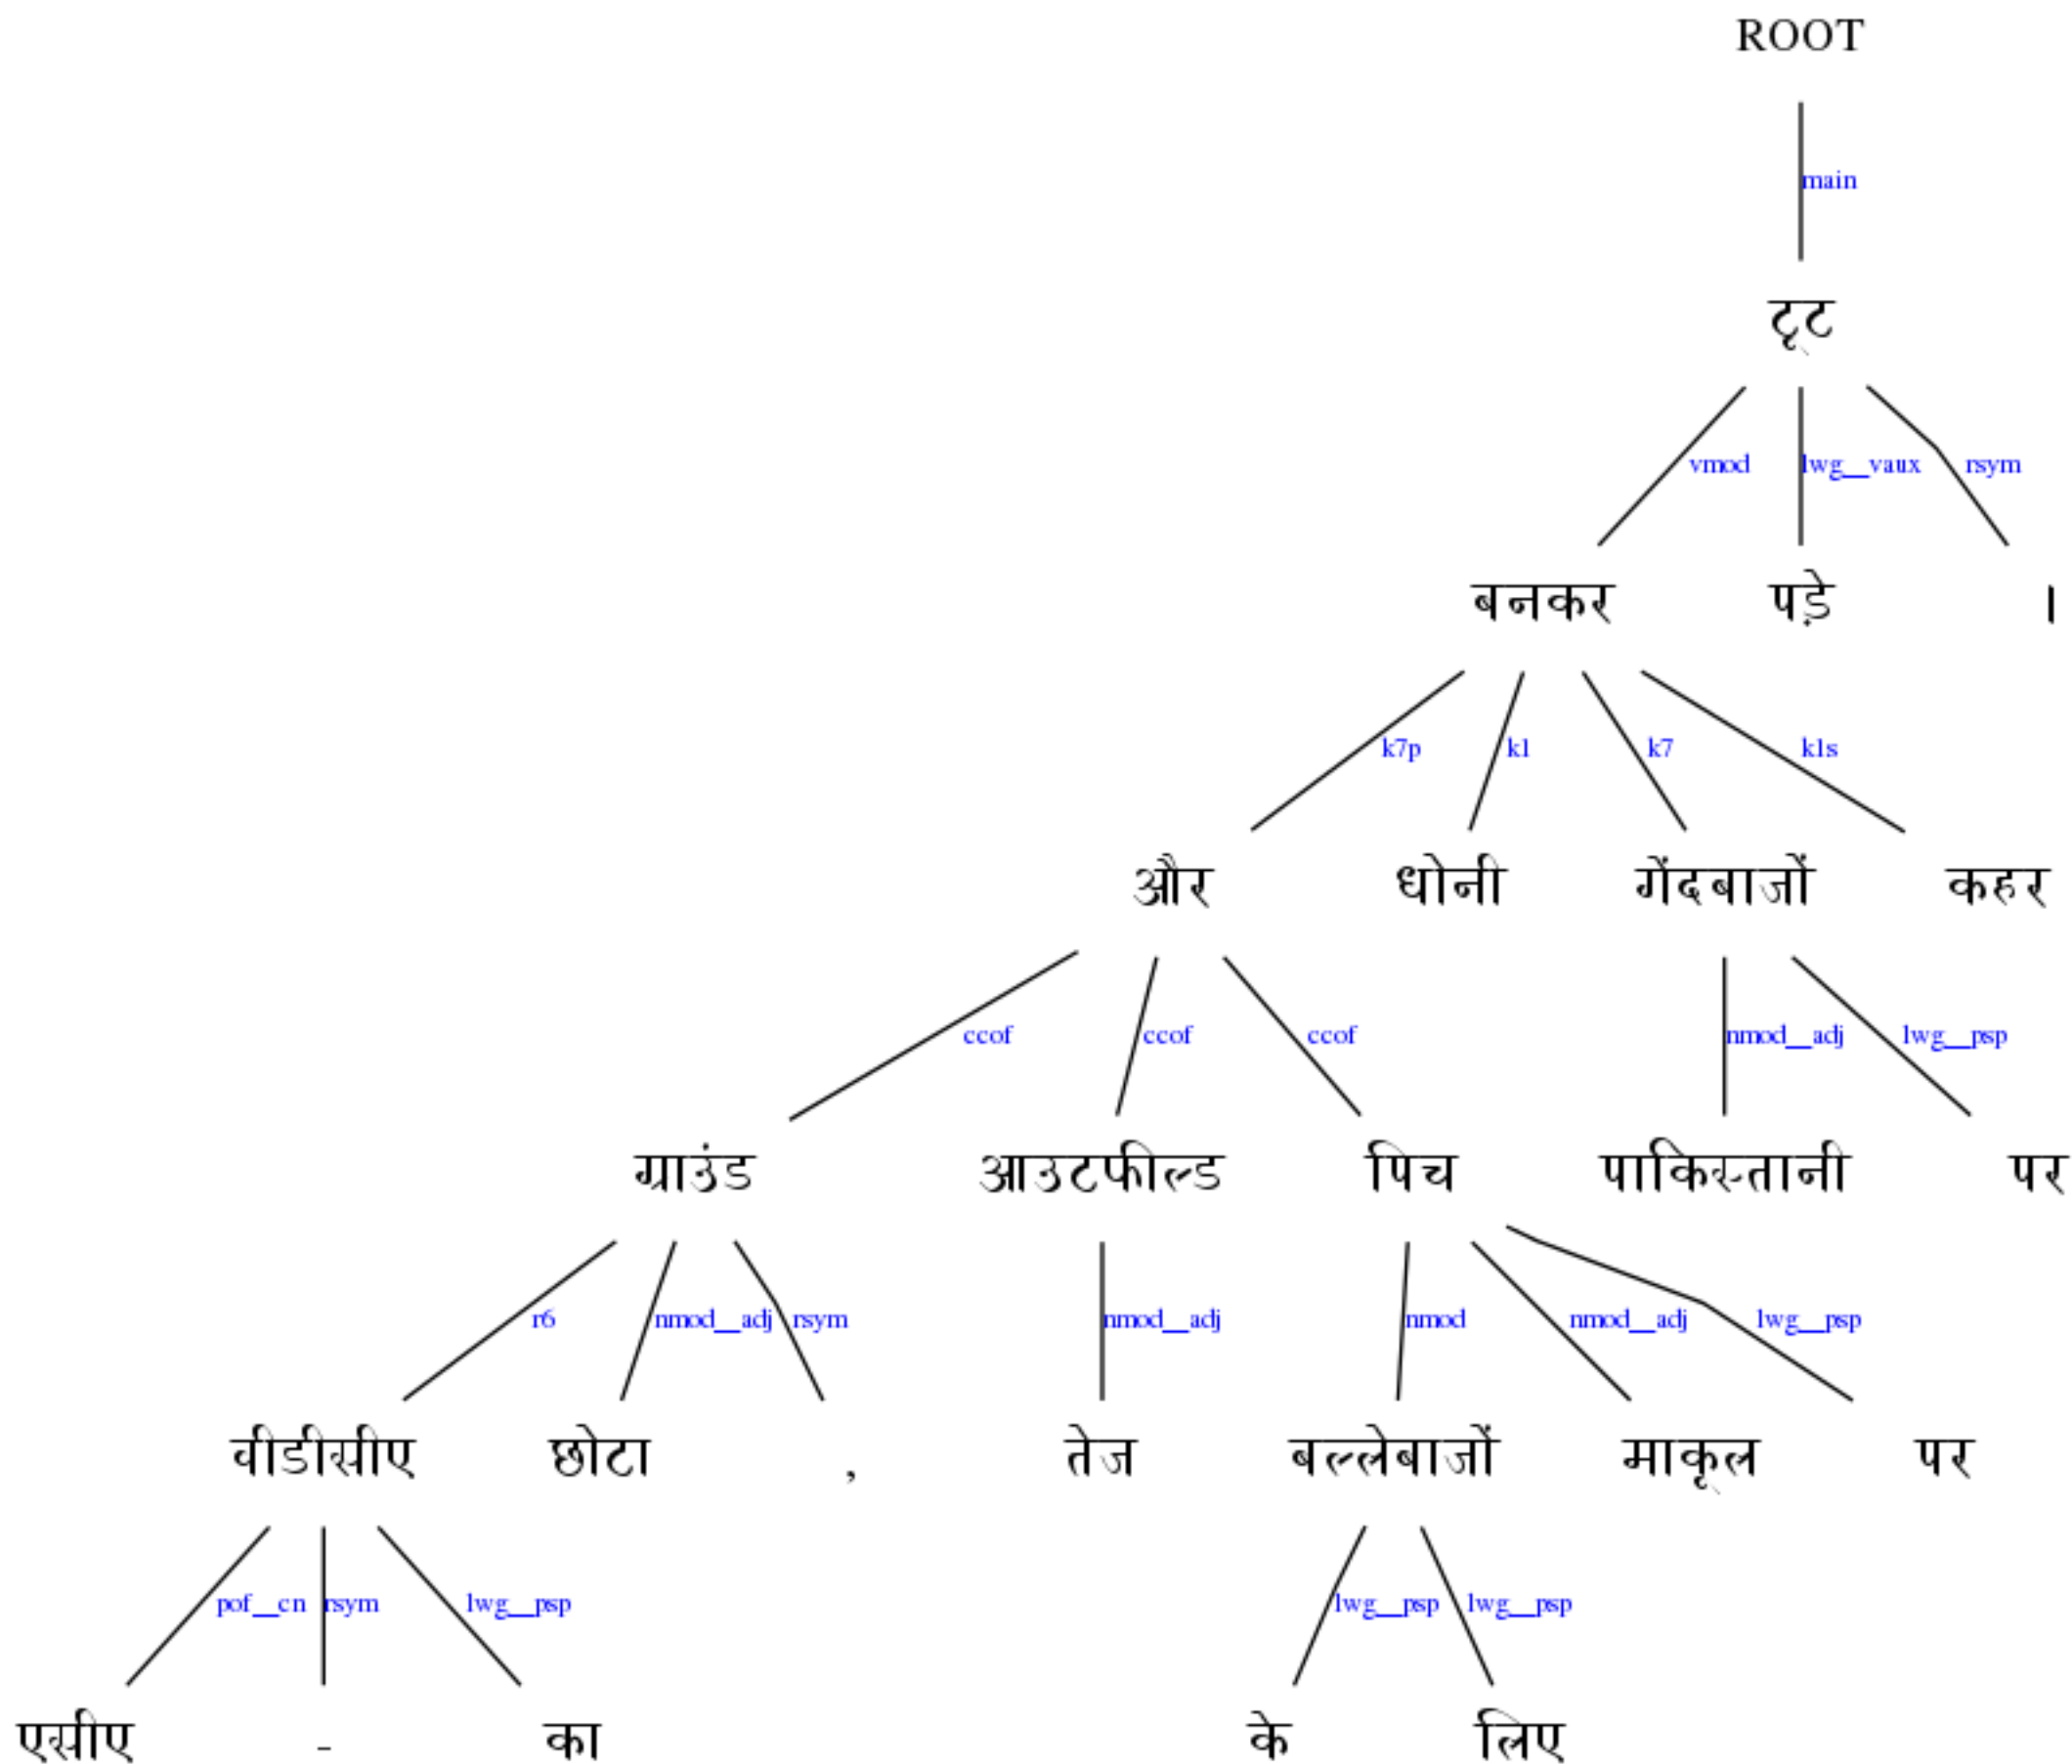 ROOT
main
टूट
vmod lwg__vaux rsym
बनकर पड़े ।
k7p k1 k7 k1s
और धोनी गेंदबाजों कहर
ccof ccof ccof nmod__adj lwg__psp
ग्राउंड आउटफील्ड पिच पाकिस्तानी पर
r6 nmod__adj rsym nmod__adj nmod nmod__adj lwg__psp
वीडीसीए छोटा , तेज बल्लेबाजों माकूल पर
pof__cn rsym lwg__psp lwg__psp lwg__psp
एसीए - का के लिए